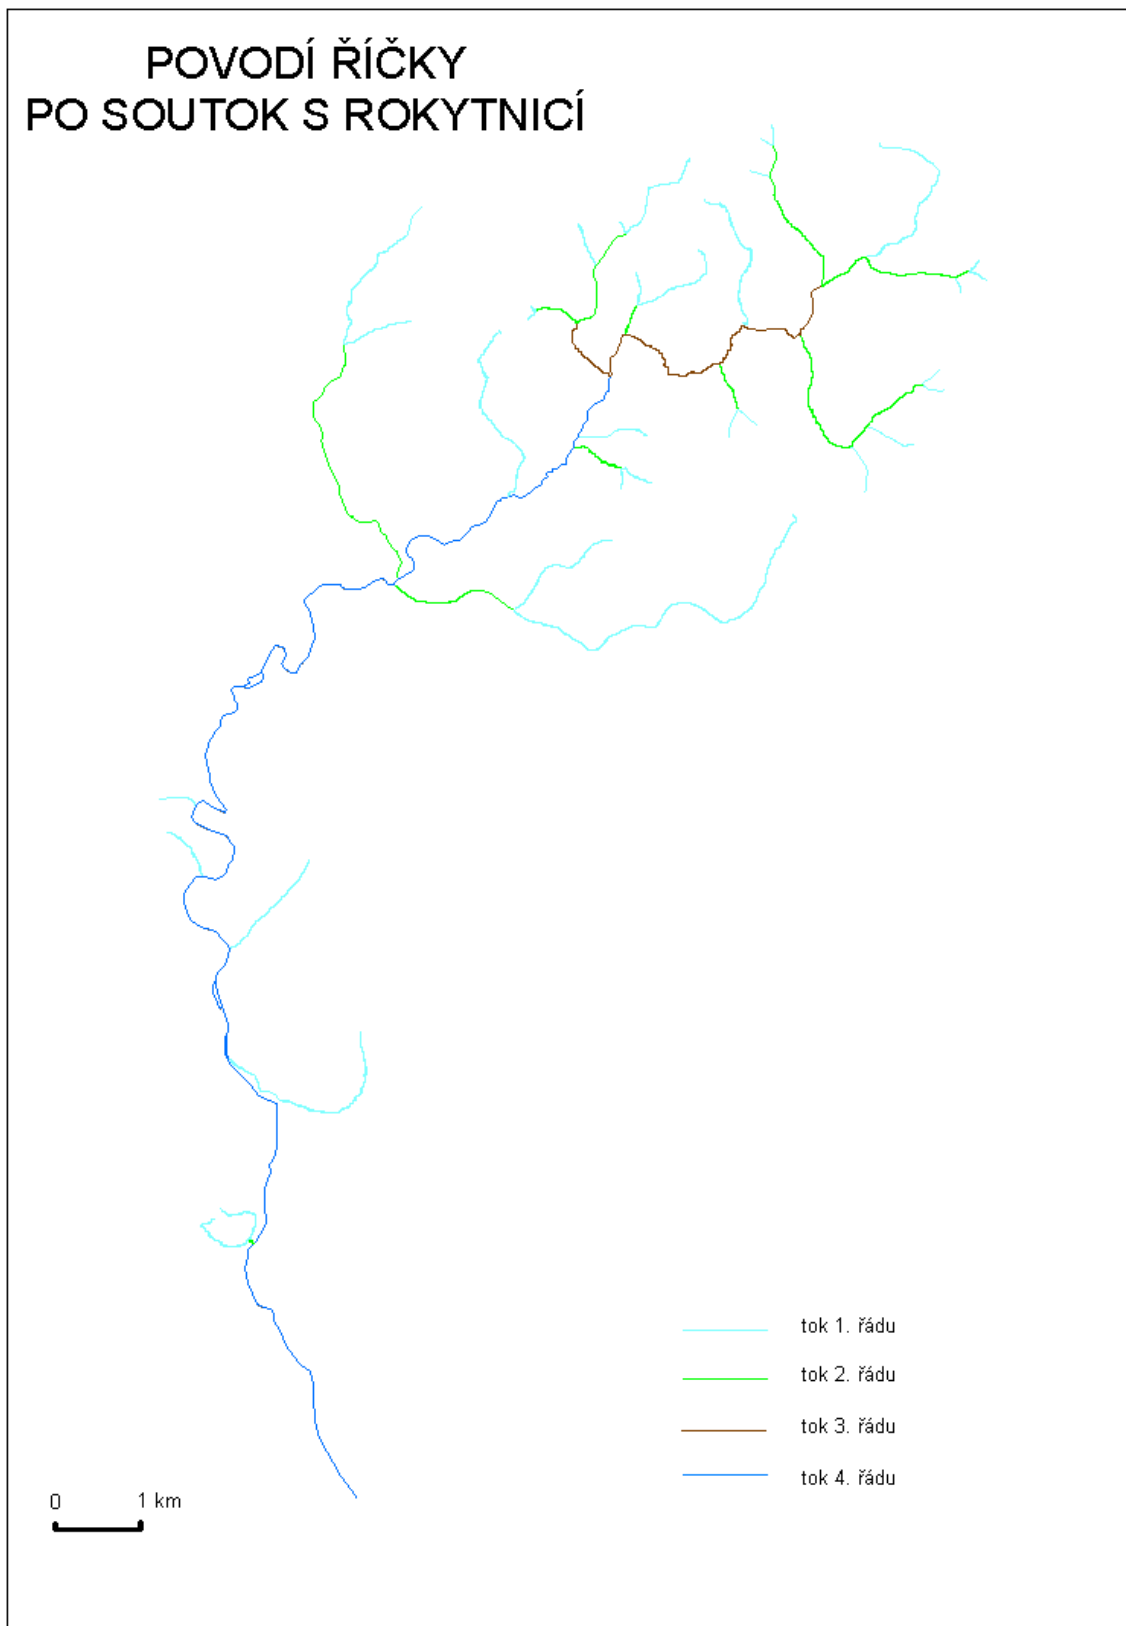 POVODÍ ŘÍČKY
PO SOUTOK S ROKYTNICÍ
tok 1. řádu
tok 2. řádu
tok 3. řádu
tok 4. řádu
0 1 km